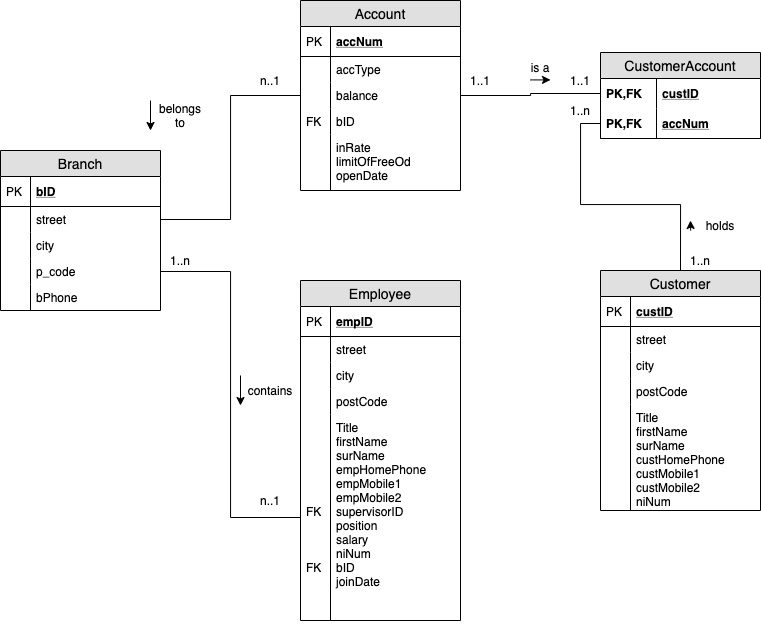 Account
PK accNum
accType
balance
FK bID
inRate
limitOfFreeOd
openDate
n..1
1..1
is a
1..1
1..n
CustomerAccount
PK,FK custID
PK,FK accNum
belongs
to
Branch
PK bID
street
city
p_code
bPhone
1..n
contains
n..1
Employee
PK empID
street
city
postCode
Title
firstName
surName
empHomePhone
empMobile1
empMobile2
FK supervisorID
position
salary
niNum
FK bID
joinDate
holds
1..n
Customer
PK custID
street
city
postCode
Title
firstName
surName
custHomePhone
custMobile1
custMobile2
niNum